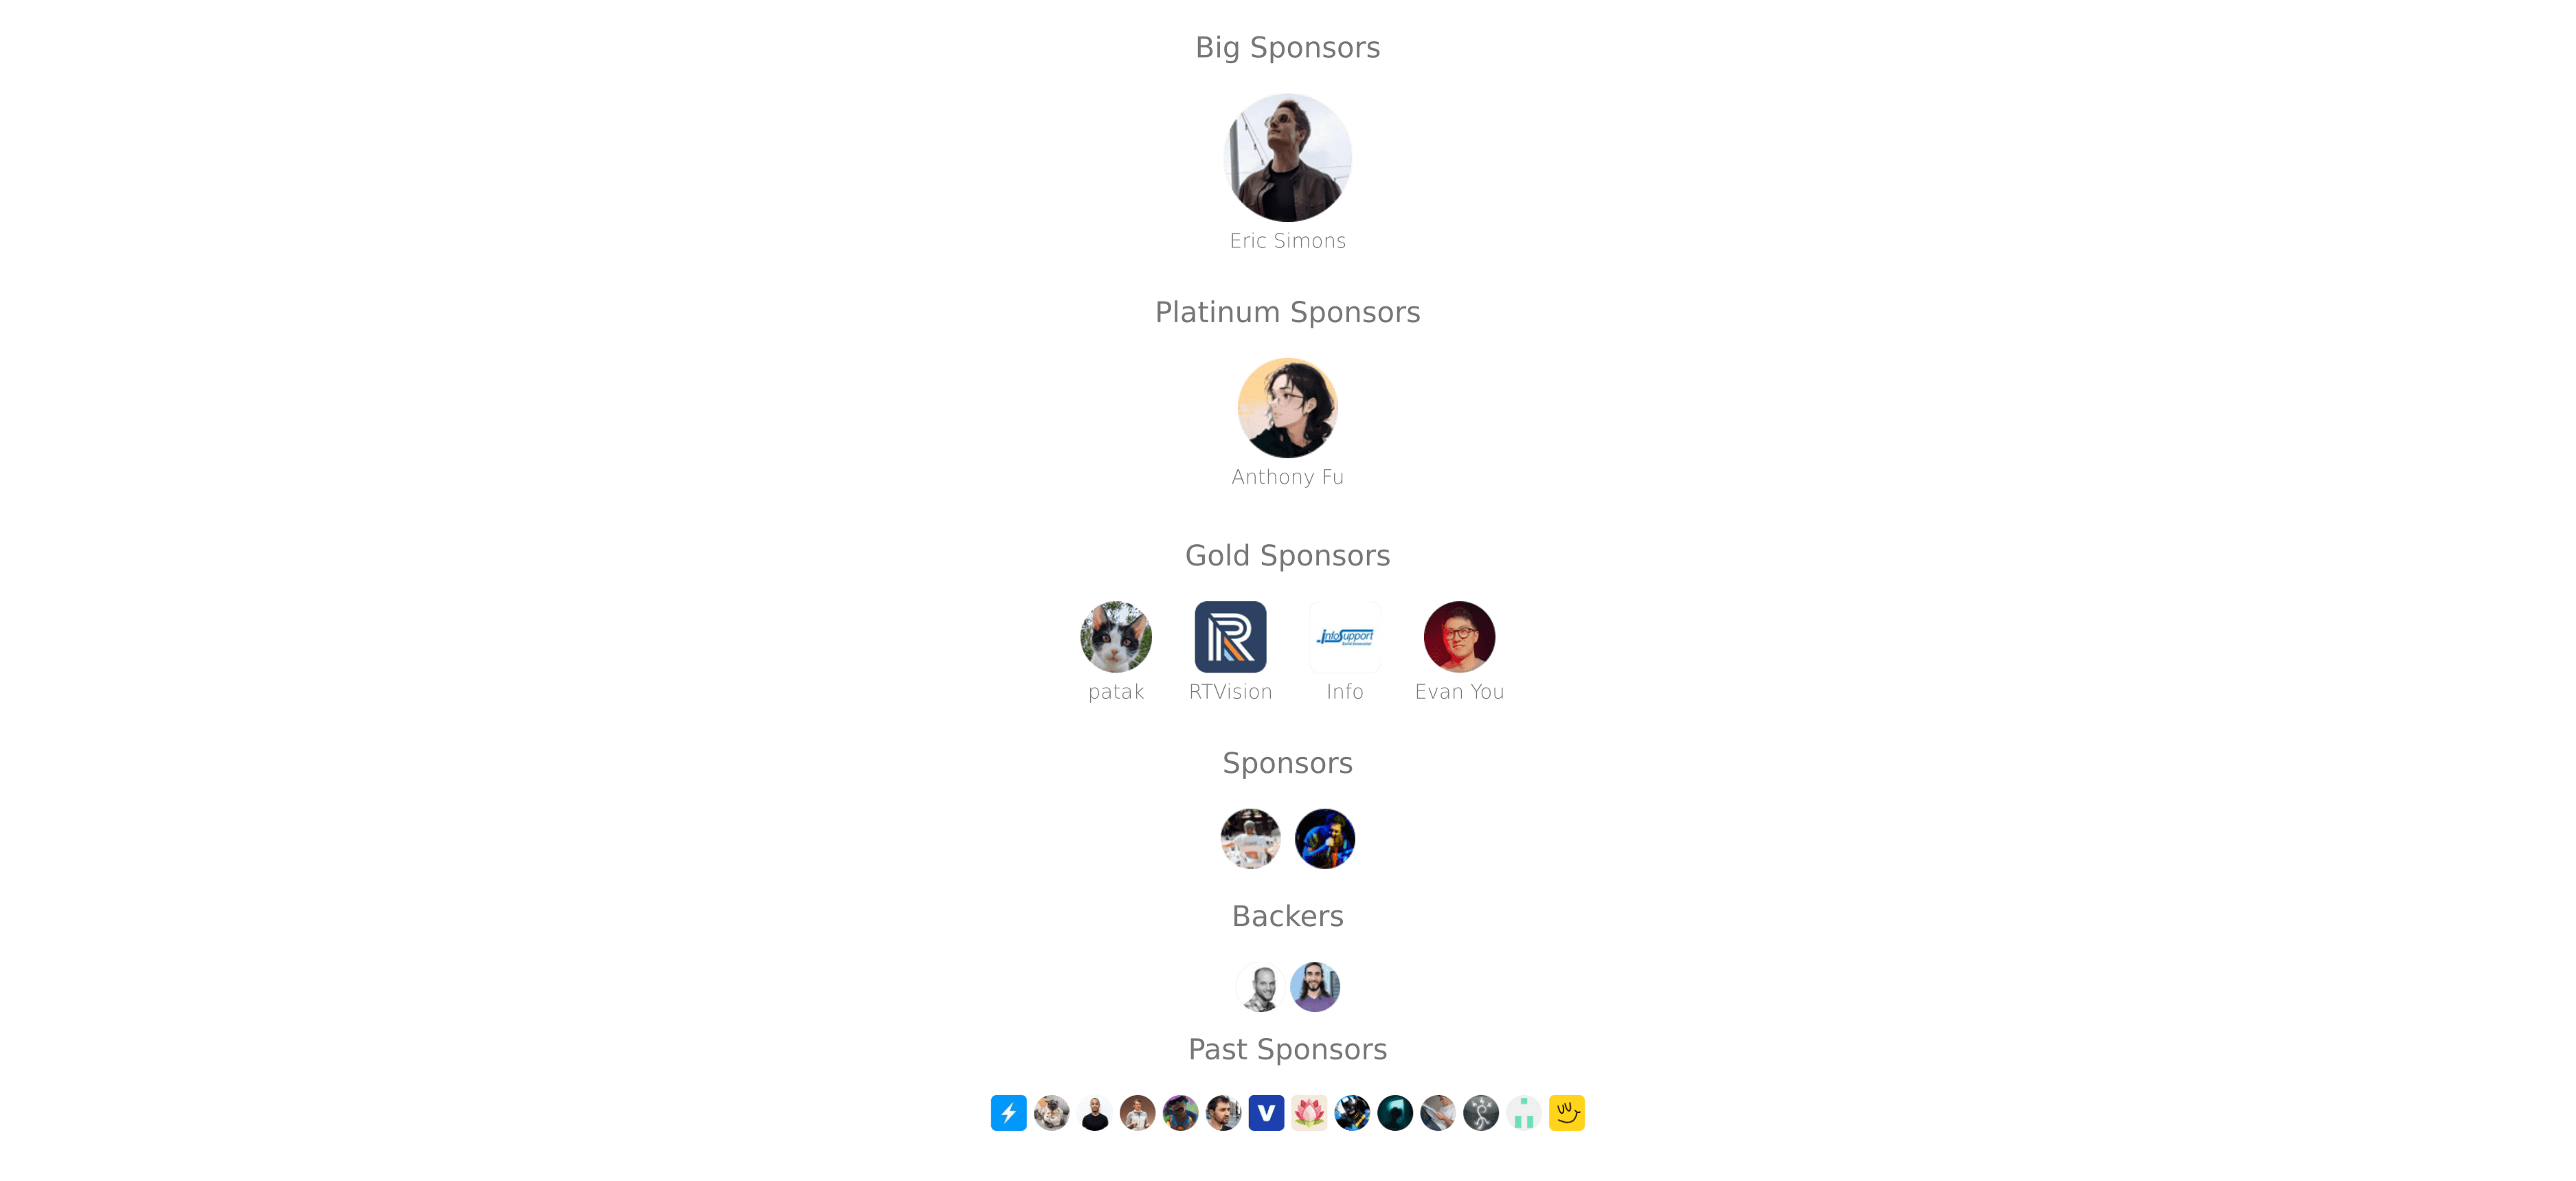 Big Sponsors
Eric Simons
Platinum Sponsors
Anthony Fu
Gold Sponsors
R
InfoSupport
patak RTVision Info Evan You
Sponsors
Backers
Past Sponsors
V